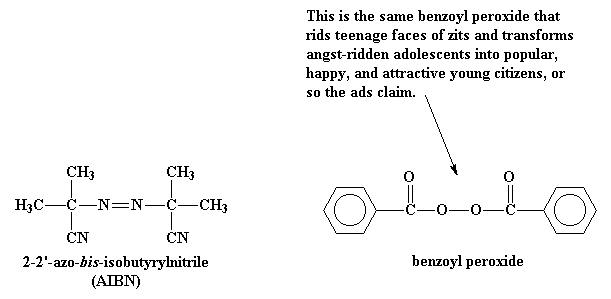 This is the same benzoyl peroxide that
rids teenage faces of zits and transforms
angst-ridden adolescents into popular,
happy, and attractive young citizens, or
so the ads claim.
CH3 CH3
H3C—C—N=N—C—CH3
CN CN
2-2'-azo-bis-isobutyrylnitrile
(AIBN)
O O
C—O—O—C
benzoyl peroxide